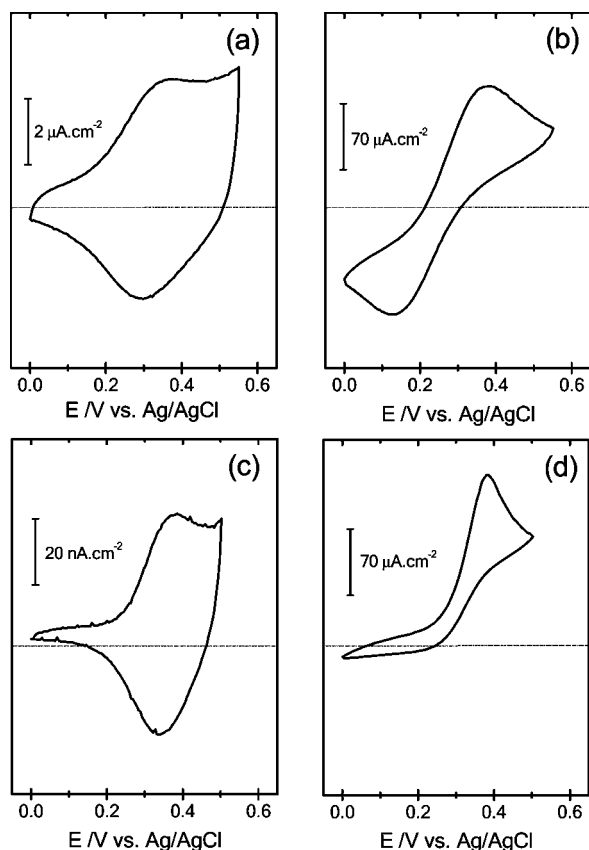 (a)
2 µA.cm⁻²
0.0 0.2 0.4 0.6
E /V vs. Ag/AgCl
(b)
70 µA.cm⁻²
0.0 0.2 0.4 0.6
E /V vs. Ag/AgCl
(c)
20 nA.cm⁻²
0.0 0.2 0.4 0.6
E /V vs. Ag/AgCl
(d)
70 µA.cm⁻²
0.0 0.2 0.4 0.6
E /V vs. Ag/AgCl